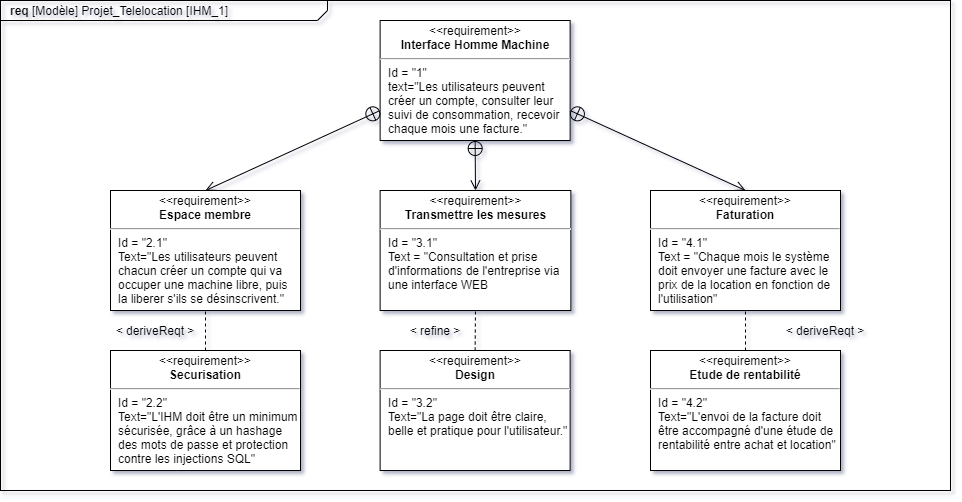 req [Modèle] Projet_Telelocation [IHM_1]
<<requirement>>
Interface Homme Machine
Id = "1"
text="Les utilisateurs peuvent
créer un compte, consulter leur
suivi de consommation, recevoir
chaque mois une facture."
<<requirement>>
Espace membre
Id = "2.1"
Text="Les utilisateurs peuvent
chacun créer un compte qui va
occuper une machine libre, puis
la liberer s'ils se désinscrivent."
<<requirement>>
Transmettre les mesures
Id = "3.1"
Text = "Consultation et prise
d'informations de l'entreprise via
une interface WEB
<<requirement>>
Faturation
Id = "4.1"
Text = "Chaque mois le système
doit envoyer une facture avec le
prix de la location en fonction de
l'utilisation"
< deriveReqt >
< refine >
< deriveReqt >
<<requirement>>
Securisation
Id = "2.2"
Text="L'IHM doit être un minimum
sécurisée, grâce à un hashage
des mots de passe et protection
contre les injections SQL"
<<requirement>>
Design
Id = "3.2"
Text="La page doit être claire,
belle et pratique pour l'utilisateur."
<<requirement>>
Etude de rentabilité
Id = "4.2"
Text="L'envoi de la facture doit
être accompagné d'une étude de
rentabilité entre achat et location"